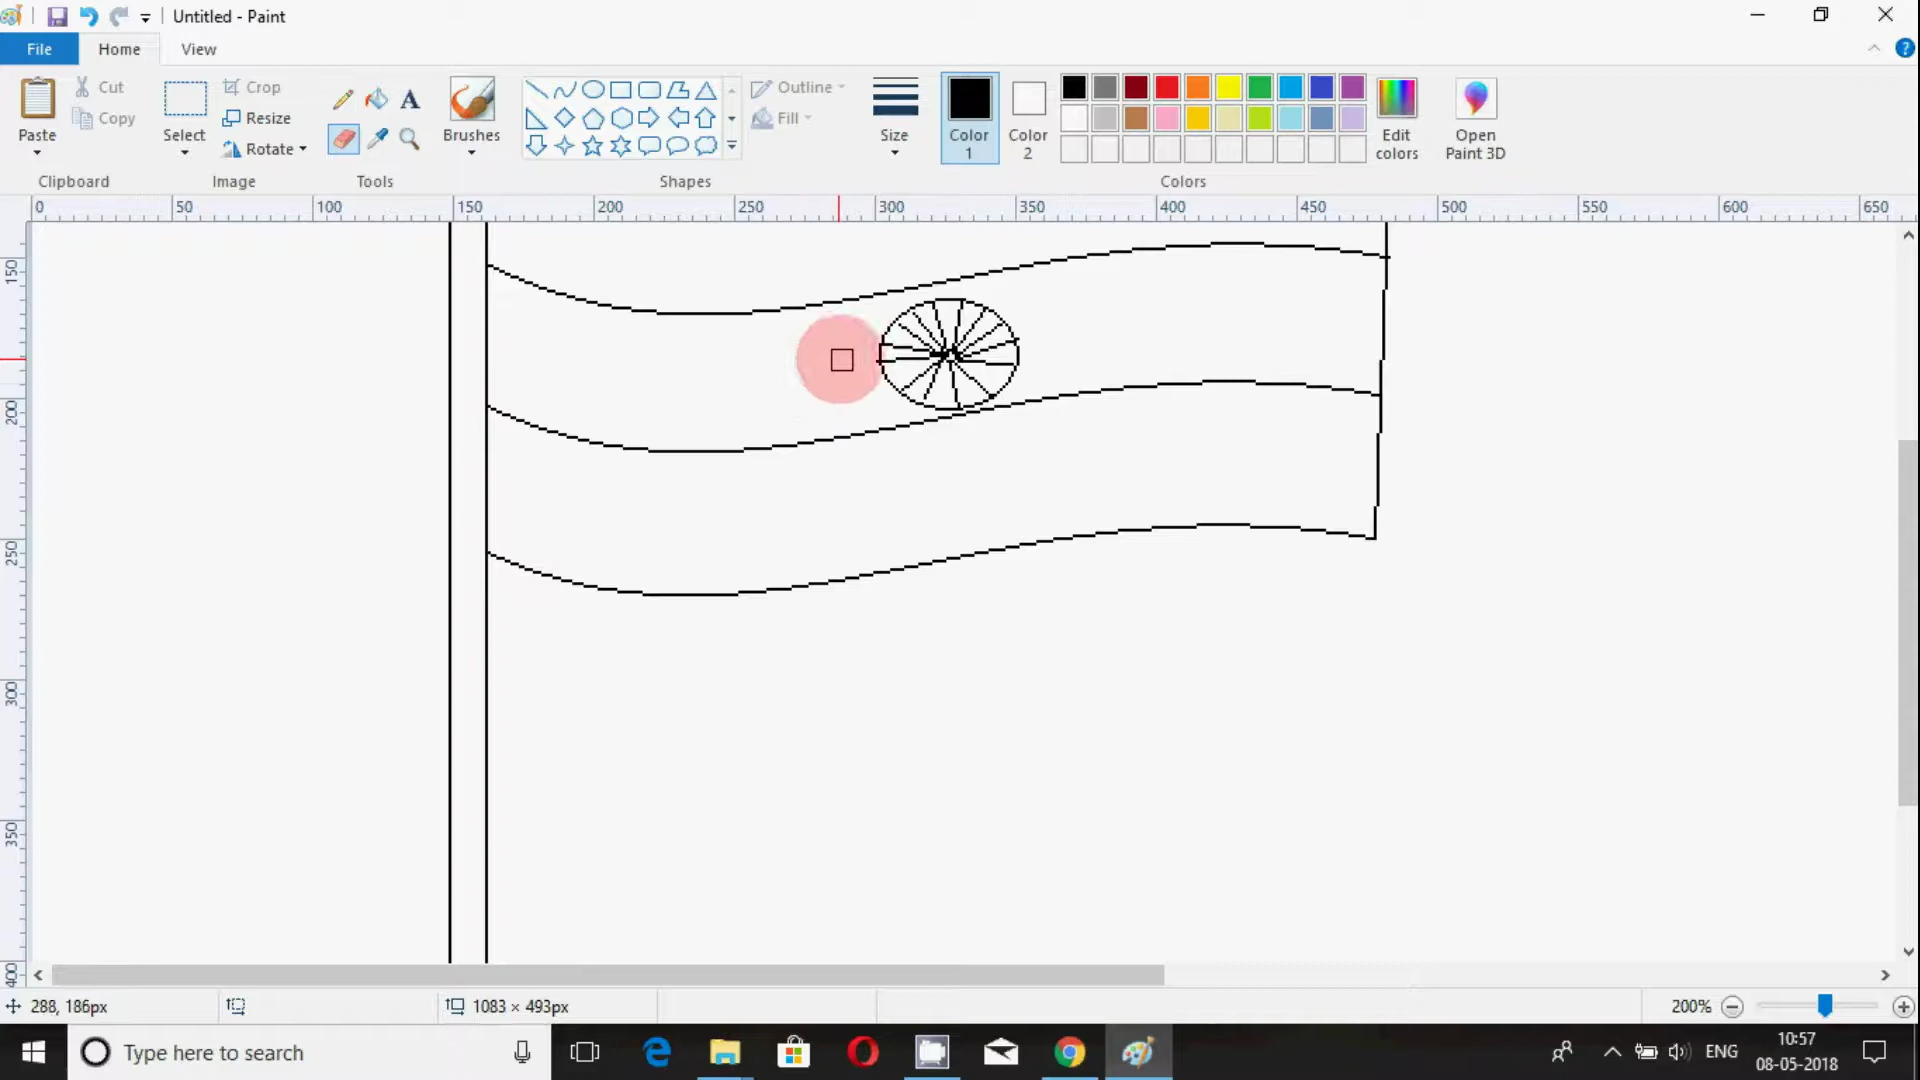 Untitled - Paint
File Home View
Paste
Cut
Copy
Clipboard
Select
Crop
Resize
Rotate
Image
A
Tools
Brushes
Shapes
Outline
Fill
Size
Color 1
Color 2
Edit colors
Open Paint 3D
Colors
0 50 100 150 200 250 300 350 400 450 500 550 600 650
150
200
250
300
350
400
288, 186px
1083 × 493px
200%
Type here to search
ENG
10:57
08-05-2018